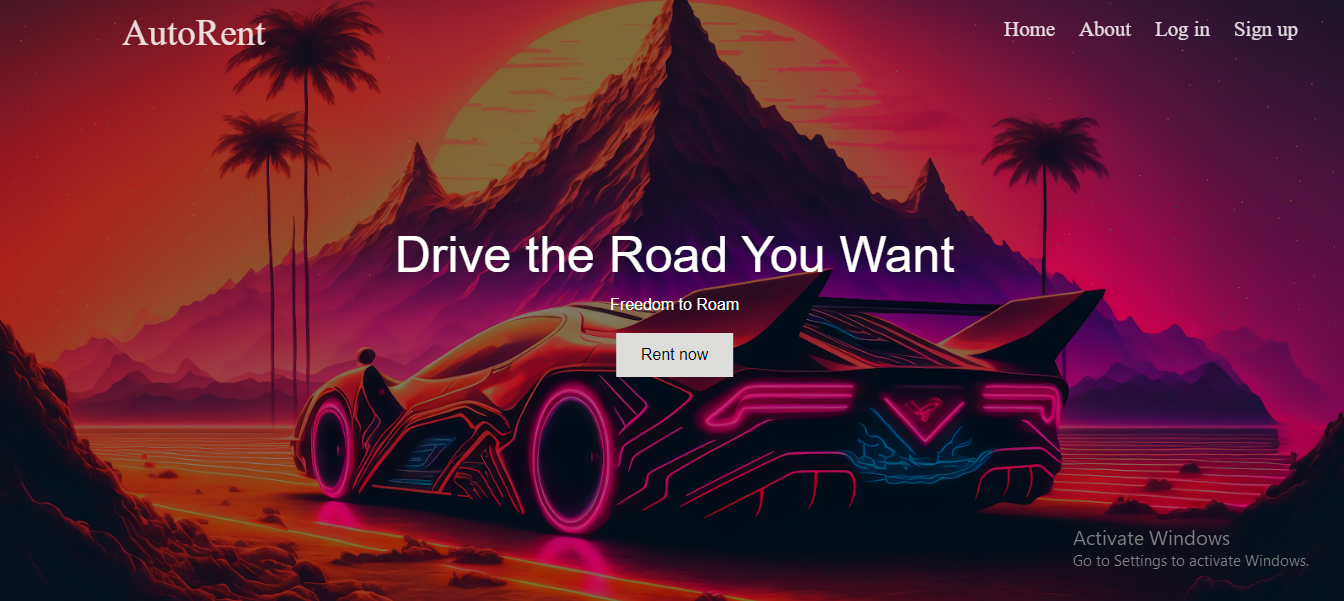 AutoRent
Home About Log in Sign up
Drive the Road You Want
Freedom to Roam
Rent now
Activate Windows
Go to Settings to activate Windows.